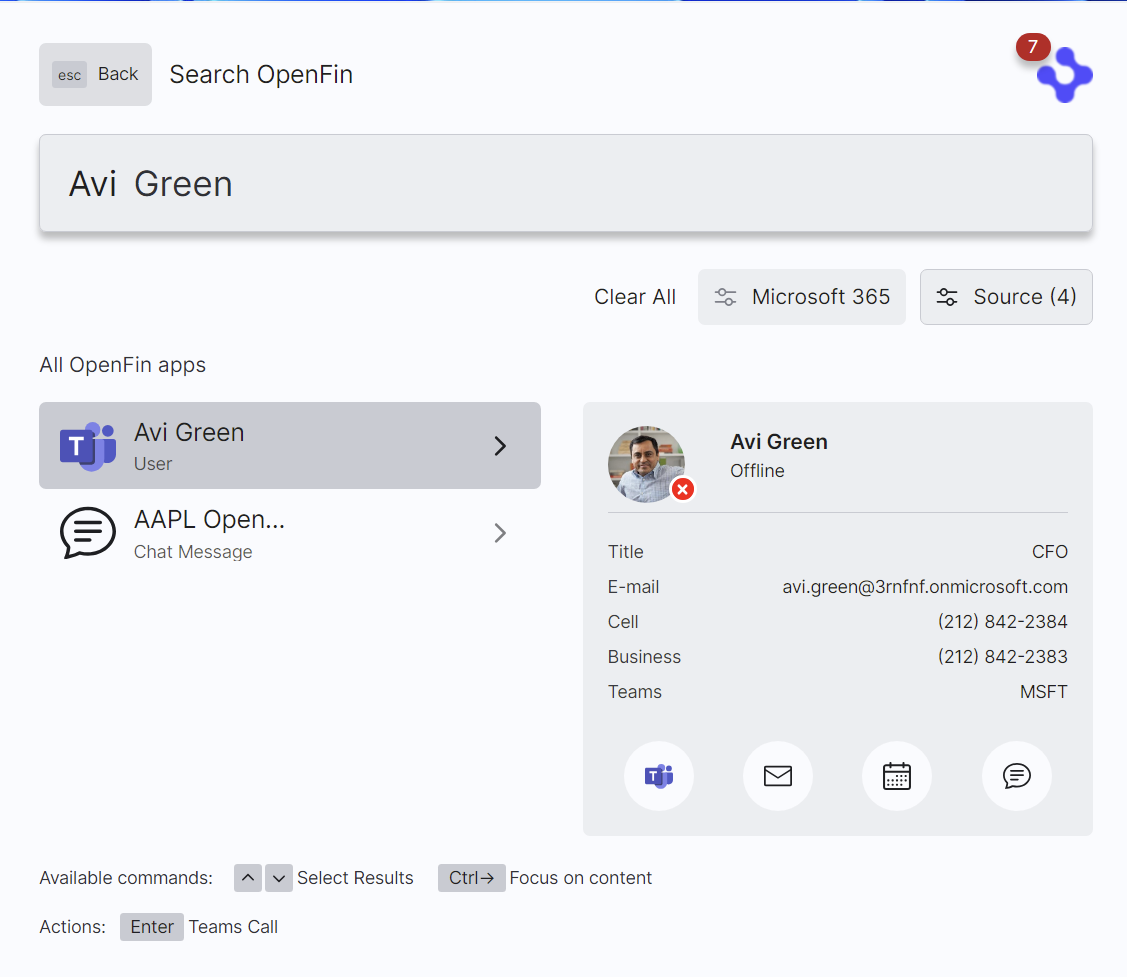 esc Back Search OpenFin
7
Avi Green
Clear All Microsoft 365 Source (4)
All OpenFin apps
T Avi Green
User
AAPL Open...
Chat Message
Avi Green
Offline
Title CFO
E-mail avi.green@3rnfnf.onmicrosoft.com
Cell (212) 842-2384
Business (212) 842-2383
Teams MSFT
T
Available commands: Select Results Ctrl→ Focus on content
Actions: Enter Teams Call